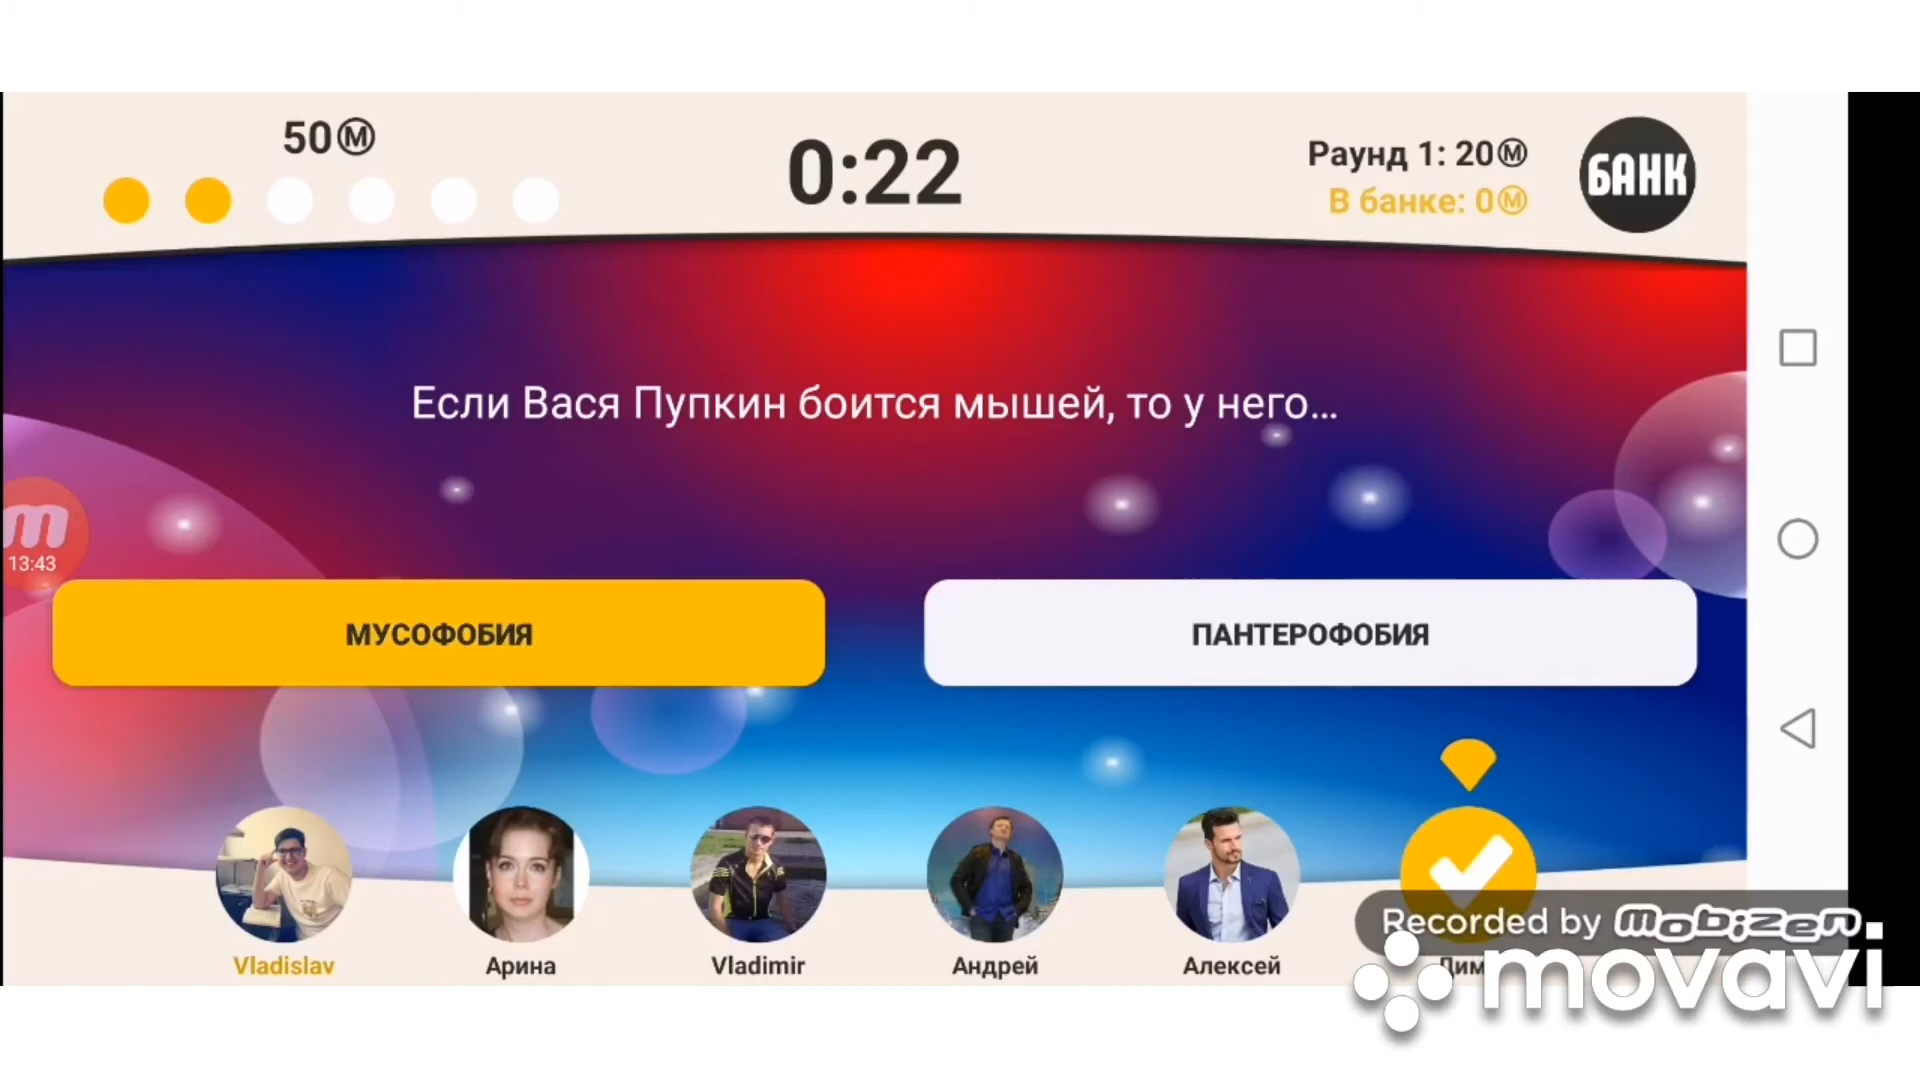 50Ⓜ
0:22
Раунд 1: 20Ⓜ
В банке: 0Ⓜ
БАНК
Если Вася Пупкин боится мышей, то у него...
m
13:43
МУСОФОБИЯ
ПАНТЕРОФОБИЯ
Vladislav
Арина
Vladimir
Андрей
Алексей
Recorded by mobizen
movavi